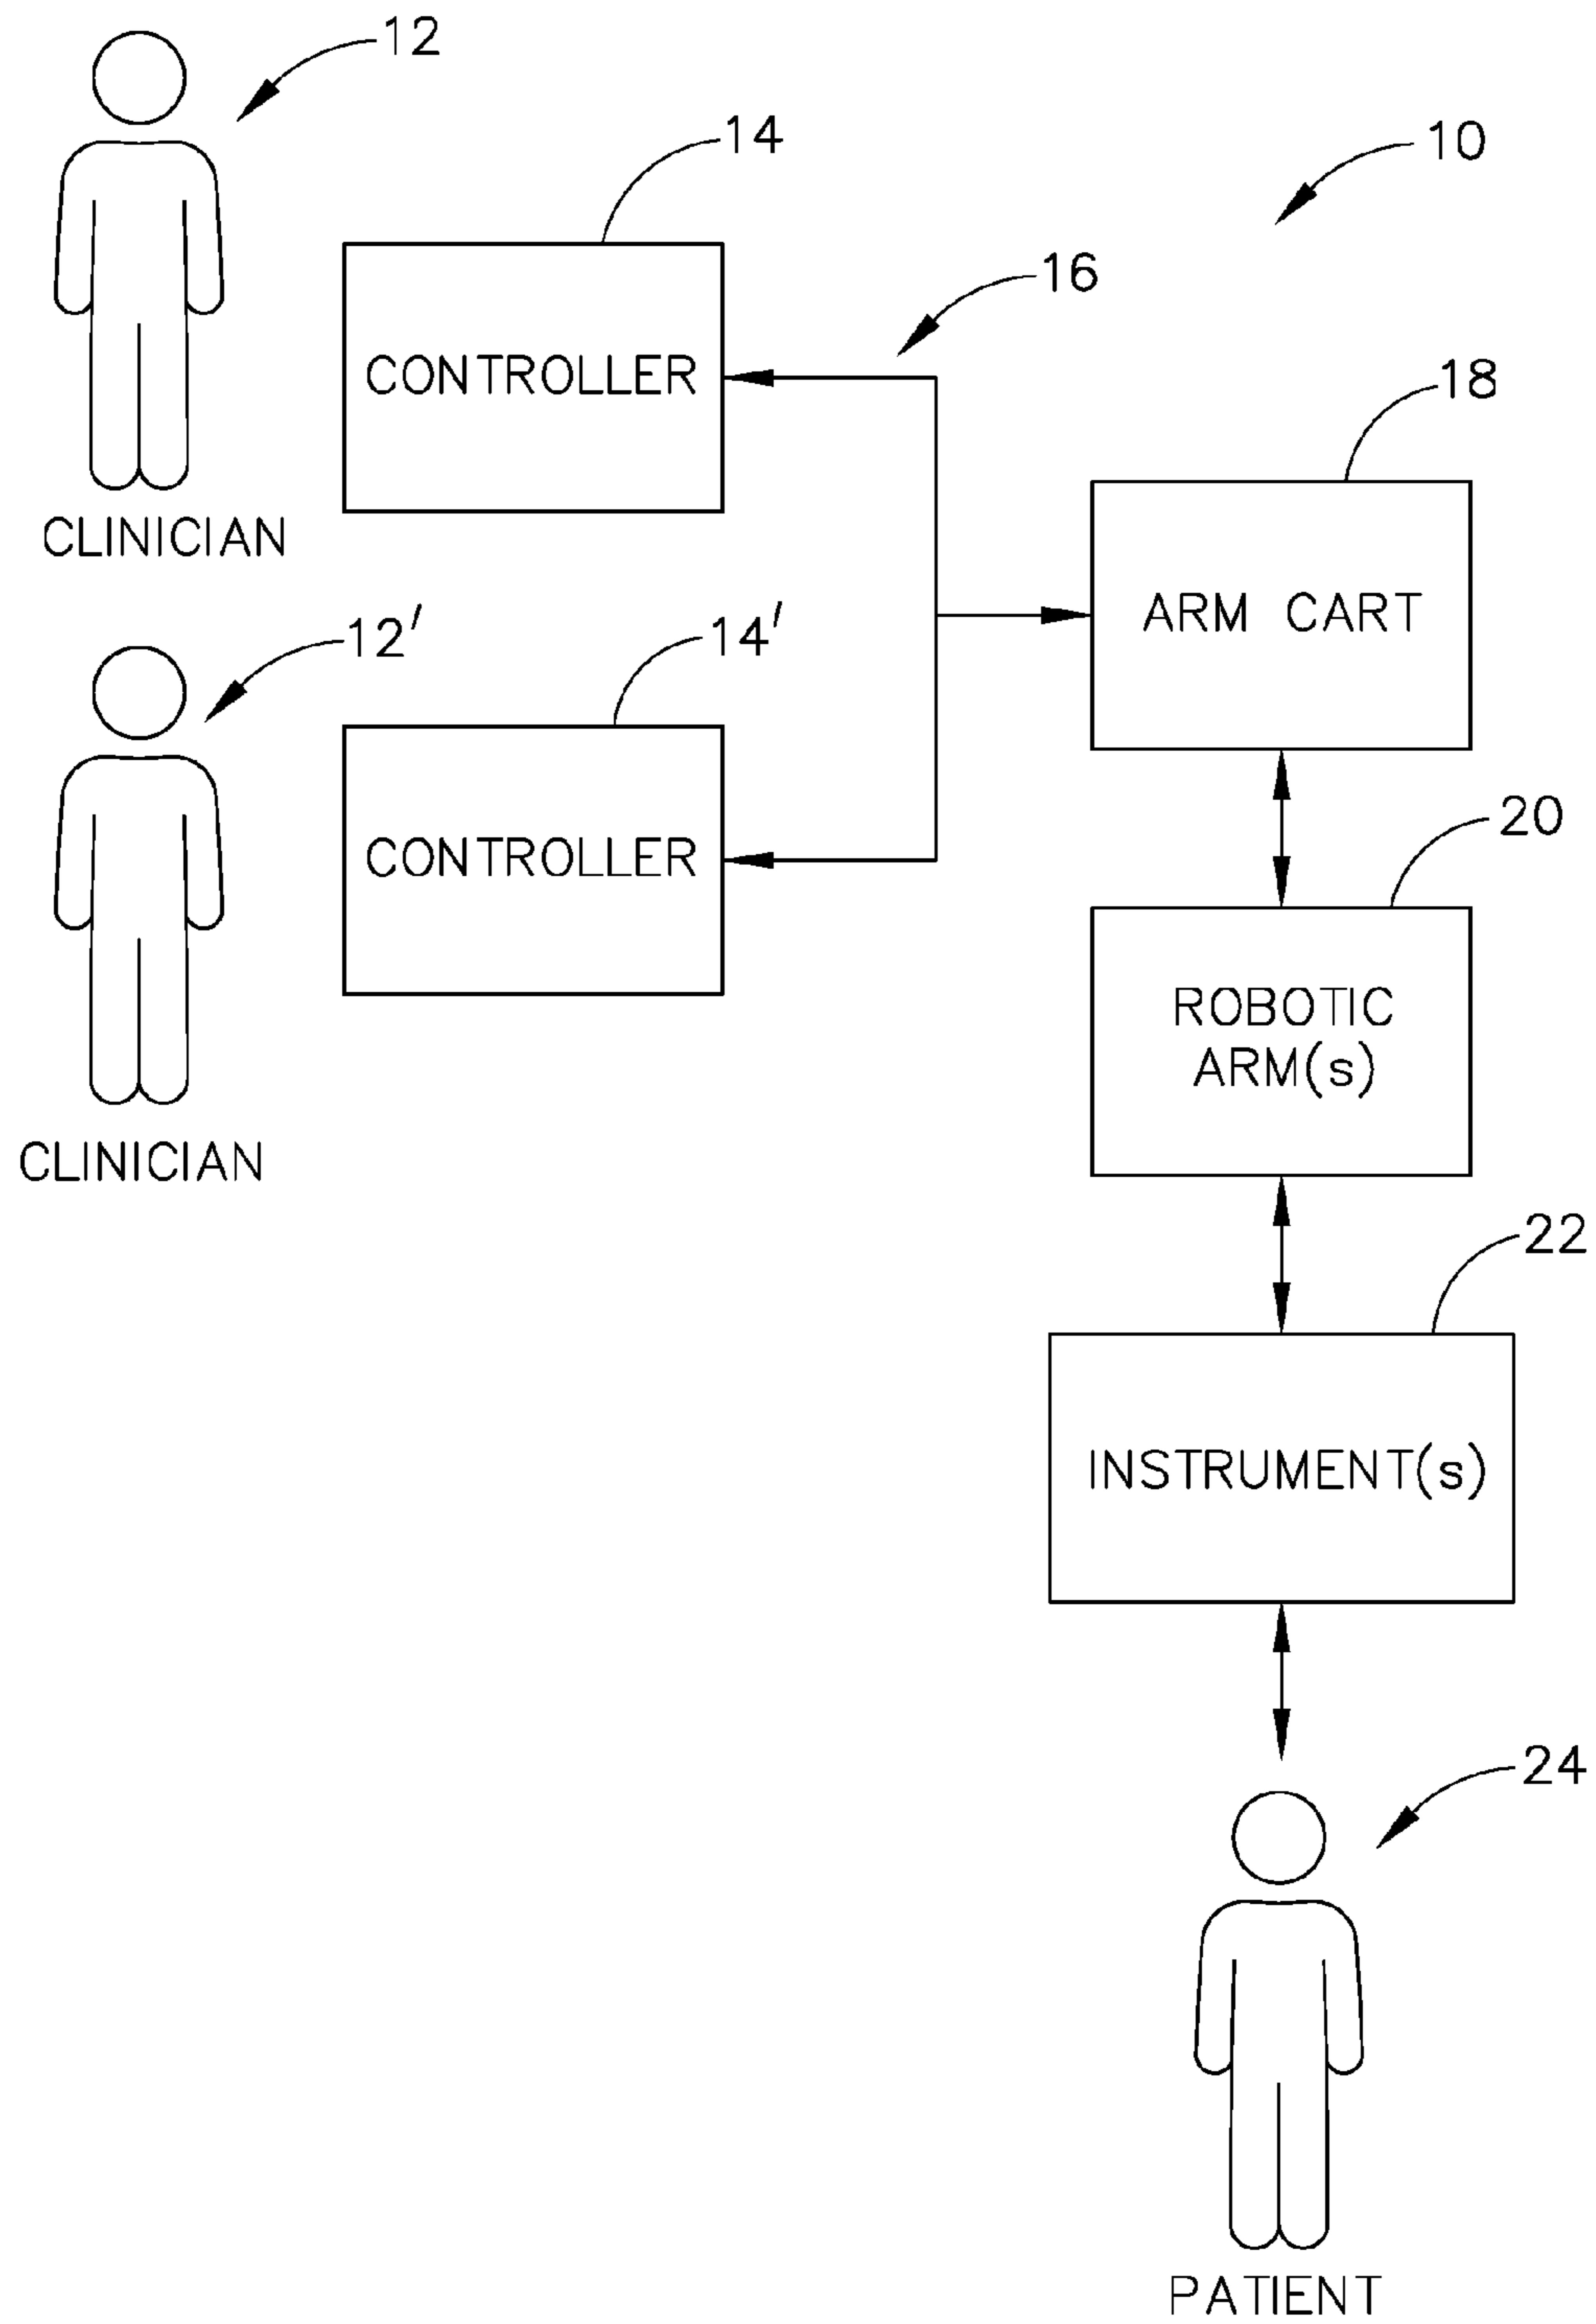 12
14
10
16
CONTROLLER
18
CLINICIAN
ARM CART
12'
14'
CONTROLLER
20
ROBOTIC
ARM(s)
CLINICIAN
22
INSTRUMENT(s)
24
PATIENT